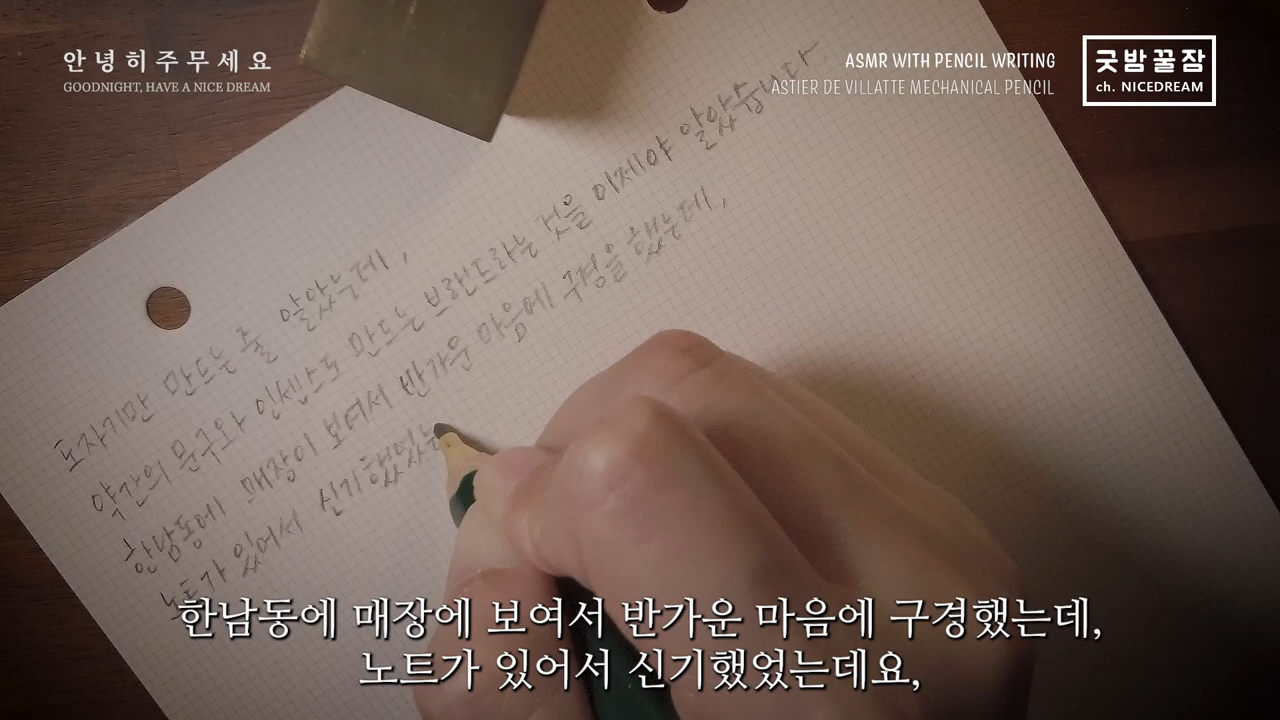 안녕히주무세요
GOODNIGHT, HAVE A NICE DREAM
ASMR WITH PENCIL WRITING
ASTIER DE VILLATTE MECHANICAL PENCIL
굿밤꿀잠
ch. NICEDREAM
도자기만 만드는 줄 알았는데,
약간의 문구와 인센스도 만드는 브랜드라는 것을 이제야 알았습니다
한남동에 매장이 보여서 반가운 마음에 구경을 했는데,
노트가 있어서 신기했었는
한남동에 매장에 보여서 반가운 마음에 구경했는데,
노트가 있어서 신기했었는데요,